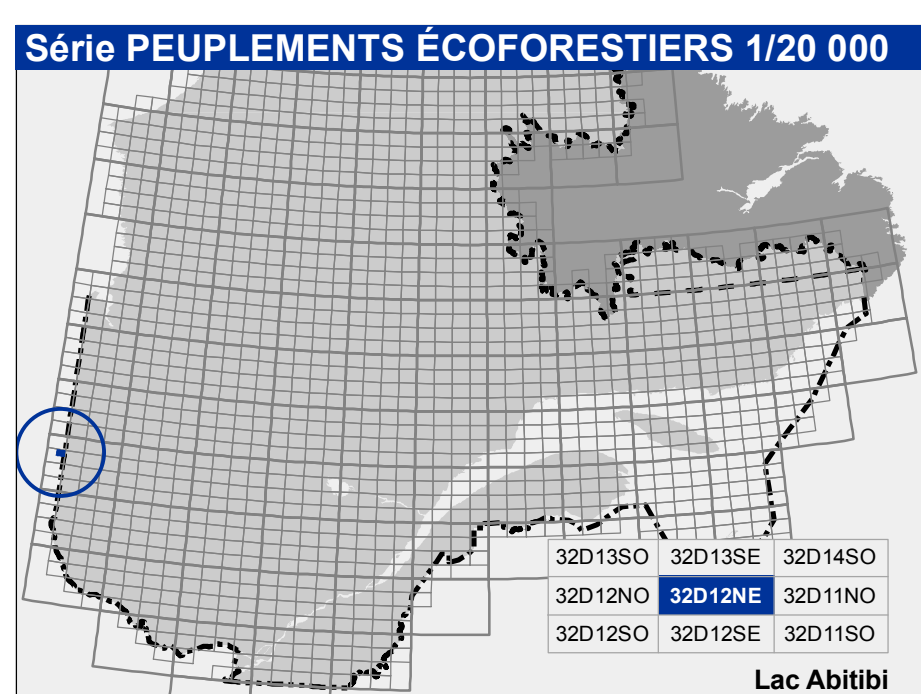 Série PEUPLEMENTS ÉCOFORESTIERS 1/20 000
32D13SO 32D13SE 32D14SO
32D12NO 32D12NE 32D11NO
32D12SO 32D12SE 32D11SO
Lac Abitibi